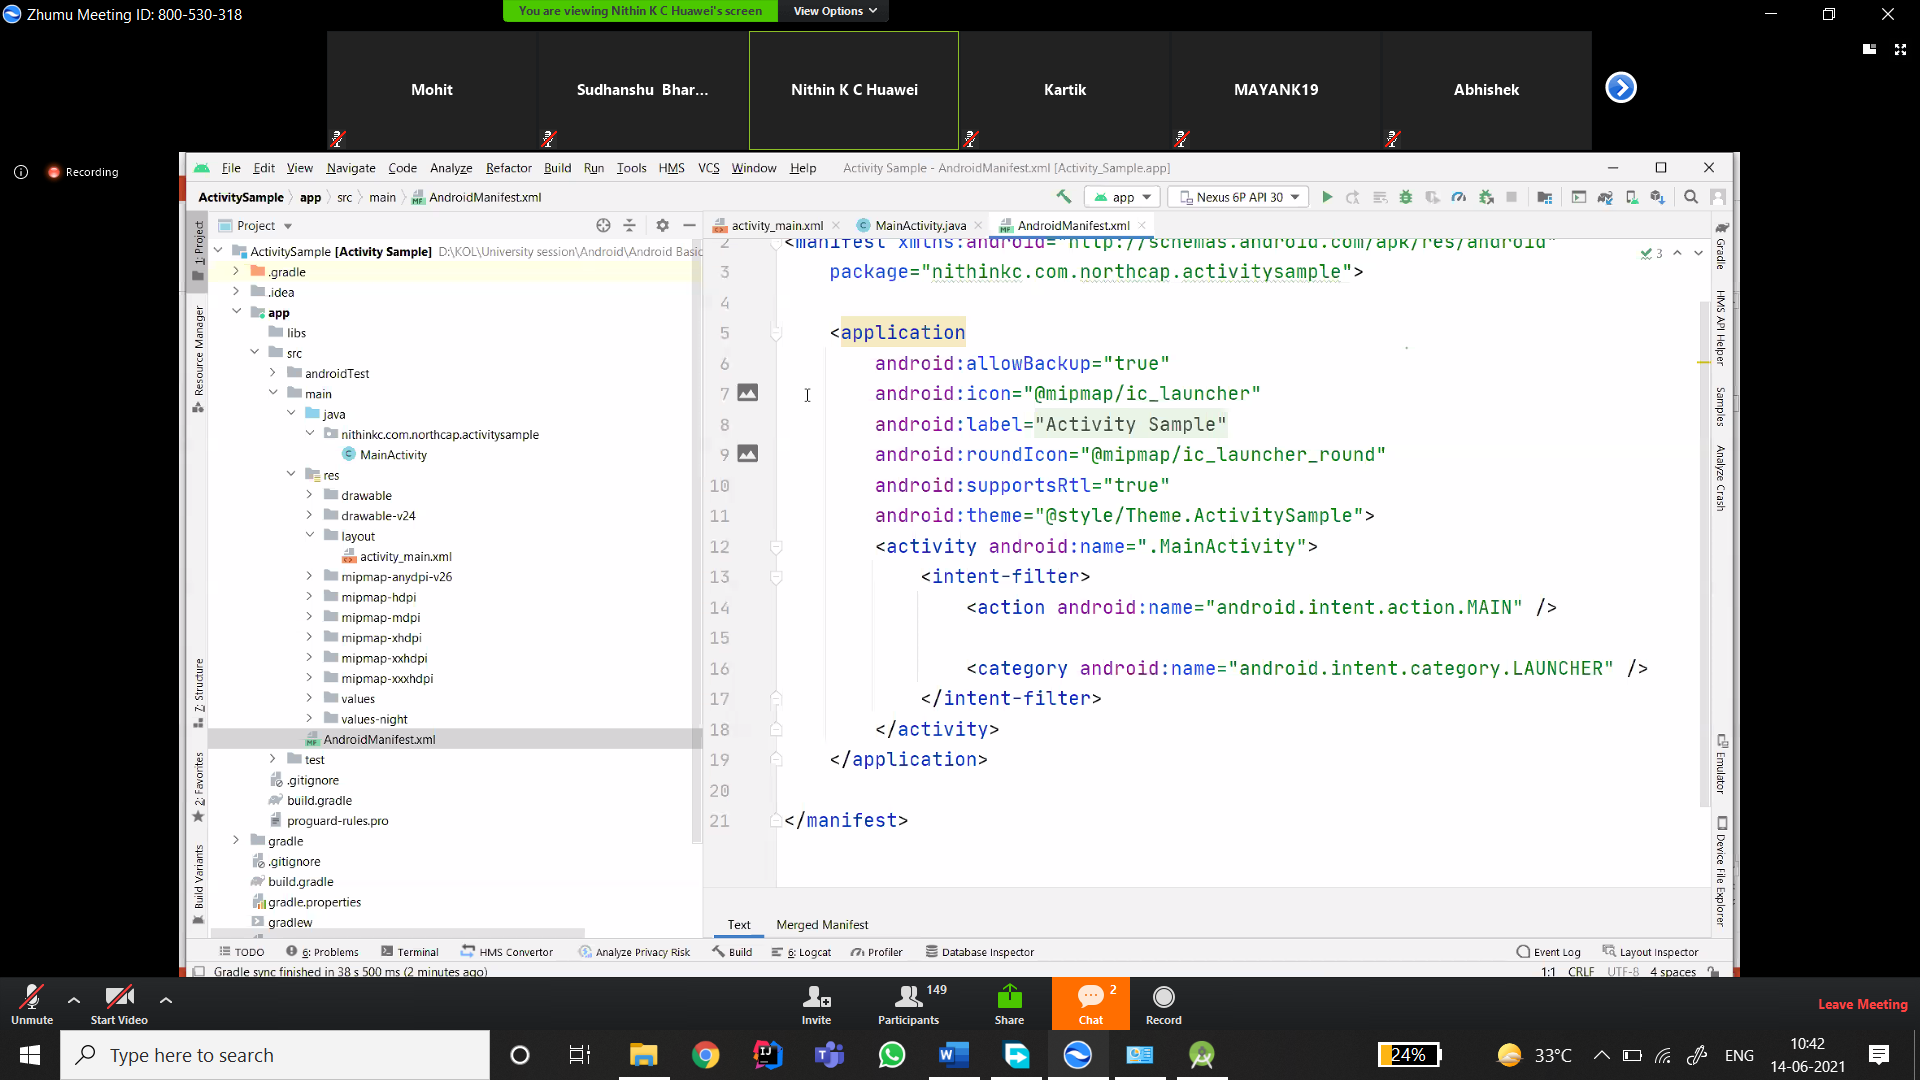 Zhumu Meeting ID: 800-530-318
You are viewing Nithin K C Huawei's screen
View Options
Mohit
Sudhanshu Bhar...
Nithin K C Huawei
Kartik
MAYANK19
Abhishek
Recording
File Edit View Navigate Code Analyze Refactor Build Run Tools HMS VCS Window Help
Activity Sample - AndroidManifest.xml [Activity_Sample.app]
ActivitySample app src main AndroidManifest.xml
app
Nexus 6P API 30
1: Project
Resource Manager
7: Structure
2: Favorites
Build Variants
Project
ActivitySample [Activity Sample] D:\KOL\University session\Android\Android Basic
.gradle
.idea
app
libs
src
androidTest
main
java
nithinkc.com.northcap.activitysample
MainActivity
res
drawable
drawable-v24
layout
activity_main.xml
mipmap-anydpi-v26
mipmap-hdpi
mipmap-mdpi
mipmap-xhdpi
mipmap-xxhdpi
mipmap-xxxhdpi
values
values-night
AndroidManifest.xml
test
.gitignore
build.gradle
proguard-rules.pro
gradle
.gitignore
build.gradle
gradle.properties
gradlew
activity_main.xml
MainActivity.java
AndroidManifest.xml
3
2 <manifest xmlns:android="http://schemas.android.com/apk/res/android"
3 package="nithinkc.com.northcap.activitysample">
4
5 <application
6 android:allowBackup="true"
7 android:icon="@mipmap/ic_launcher"
8 android:label="Activity Sample"
9 android:roundIcon="@mipmap/ic_launcher_round"
10 android:supportsRtl="true"
11 android:theme="@style/Theme.ActivitySample">
12 <activity android:name=".MainActivity">
13 <intent-filter>
14 <action android:name="android.intent.action.MAIN" />
15
16 <category android:name="android.intent.category.LAUNCHER" />
17 </intent-filter>
18 </activity>
19 </application>
20
21 </manifest>
Text
Merged Manifest
Gradle
HMS API Helper
Samples
Analyze Crash
Emulator
Device File Explorer
TODO
6: Problems
Terminal
HMS Convertor
Analyze Privacy Risk
Build
6: Logcat
Profiler
Database Inspector
Event Log
Layout Inspector
Gradle sync finished in 38 s 500 ms (2 minutes ago)
1:1 CRLF UTF-8 4 spaces
Unmute
Start Video
Invite
149
Participants
Share
2
Chat
Record
Leave Meeting
Type here to search
24%
33°C
ENG
10:42
14-06-2021